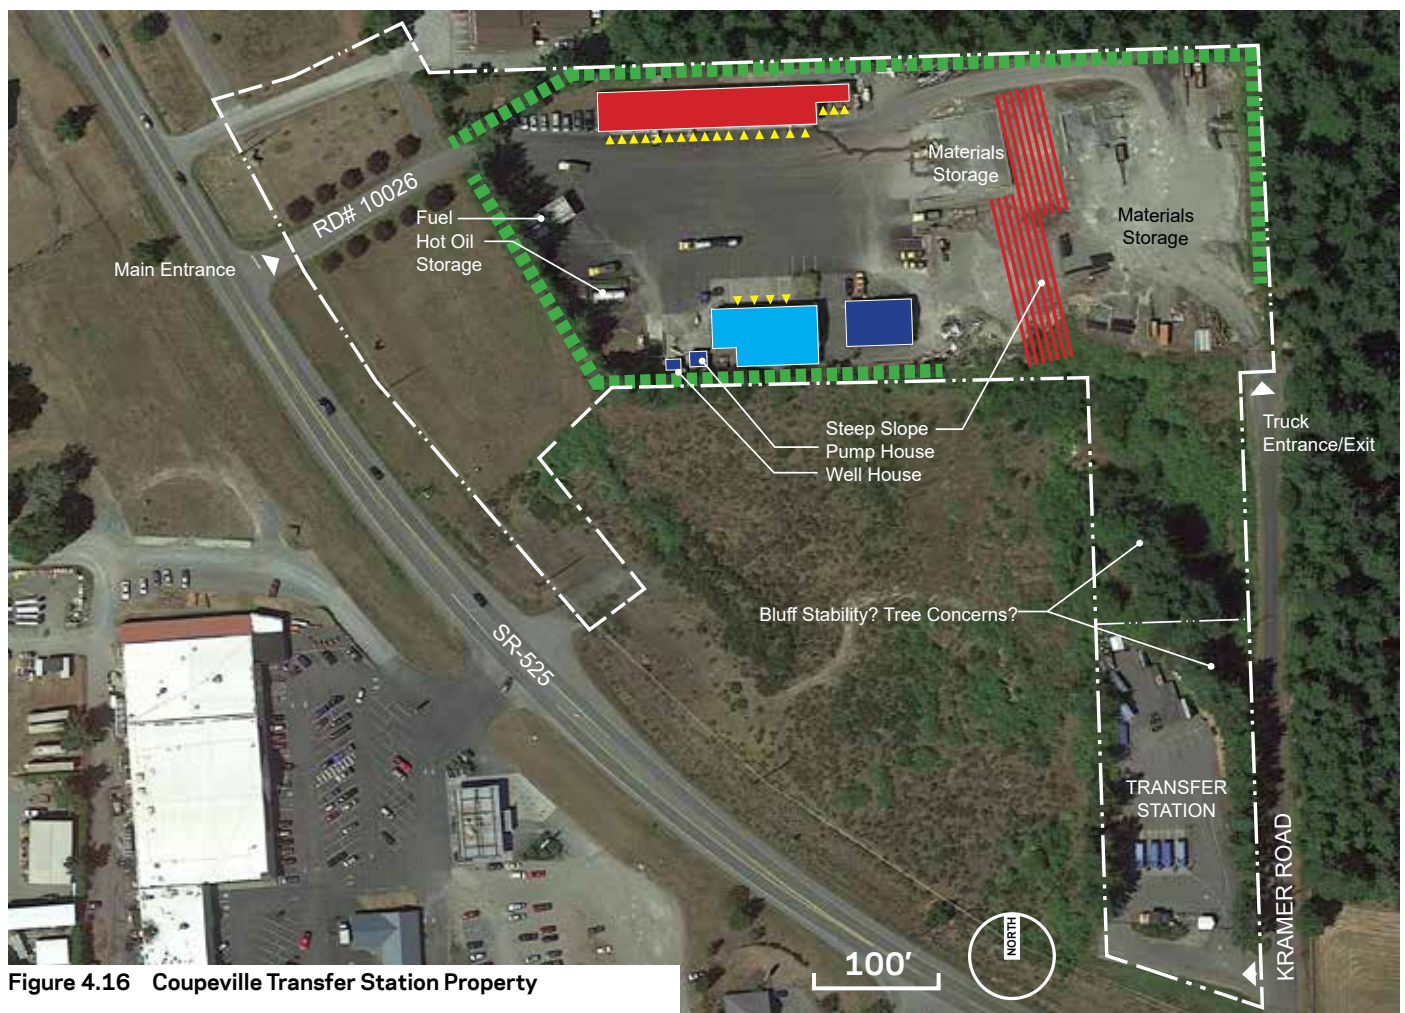 Materials
Storage
RD# 10026
Fuel
Hot Oil
Storage
Materials
Storage
Main Entrance
Steep Slope
Pump House
Well House
Truck
Entrance/Exit
Bluff Stability? Tree Concerns?
SR-525
TRANSFER
STATION
KRAMER ROAD
NORTH
100'
Figure 4.16 Coupeville Transfer Station Property